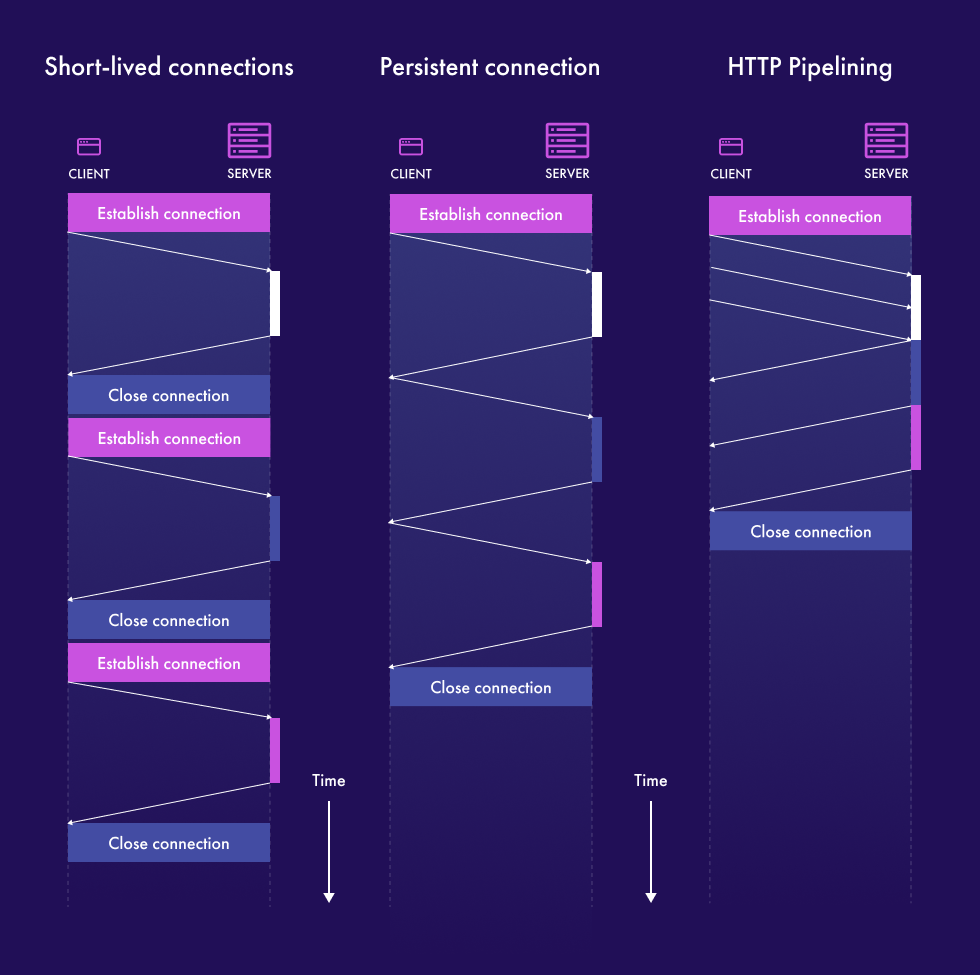 Short-lived connections
CLIENT
SERVER
Establish connection
Close connection
Establish connection
Close connection
Establish connection
Close connection
Time
Persistent connection
CLIENT
SERVER
Establish connection
Close connection
Time
HTTP Pipelining
CLIENT
SERVER
Establish connection
Close connection